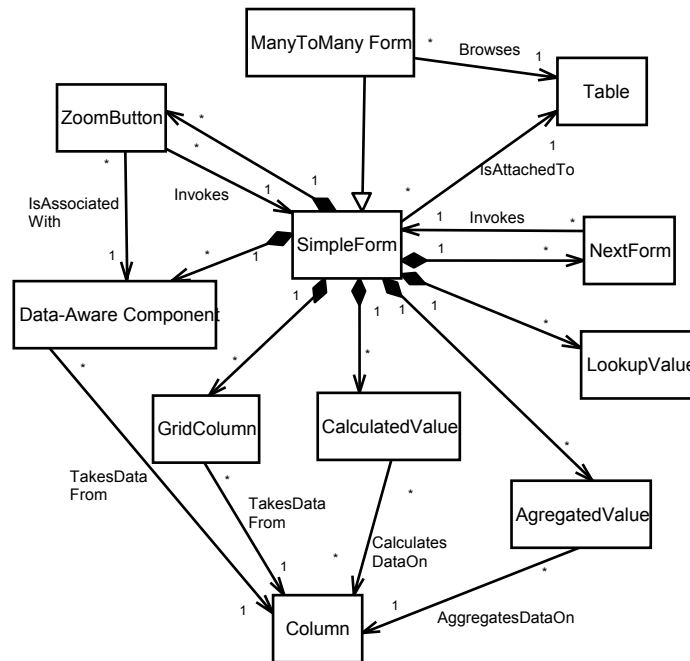 ManyToMany Form
*
Browses
1
Table
ZoomButton
*
*
*
1
1
IsAttachedTo
*
IsAssociated
With
Invokes
1
1
*
SimpleForm
1
Invokes
*
NextForm
1
*
1
*
1
Data-Aware Component
1
*
1
*
1
1
1
*
LookupValue
*
*
GridColumn
CalculatedValue
*
TakesData
From
*
TakesData
From
*
Calculates
DataOn
*
AgregatedValue
*
1
1
Column
1
AggregatesDataOn